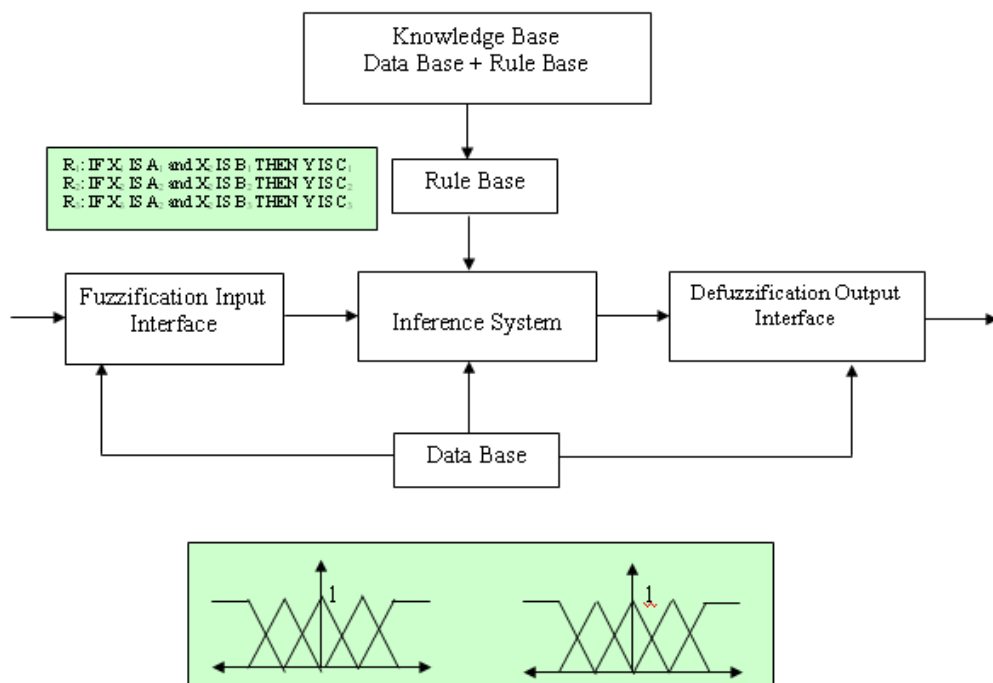 Knowledge Base
Data Base + Rule Base
R₁: IF X₁ IS A₁ and X₂ IS B₁ THEN Y IS C₁
R₂: IF X₁ IS A₂ and X₂ IS B₂ THEN Y IS C₂
R₃: IF X₁ IS A₂ and X₂ IS B₃ THEN Y IS C₃
Rule Base
Fuzzification Input
Interface
Inference System
Defuzzification Output
Interface
Data Base
1
1